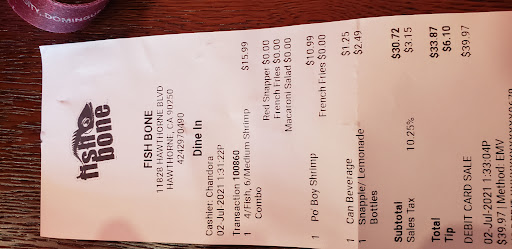 TY-DOMINGU
fish
bone
FISH BONE
11828 HAWTHORNE BLVD
HAWTHORNE, CA 90250
4242970400
Dine In
Cashier: Chandora
02-Jul-2021 1:31:22P
Transaction 100860
1 4/Fish, 6/Medium Shrimp $15.99
Combo
Red Snapper $0.00
French Fries $0.00
Macaroni Salad $0.00
1 Po' Boy Shrimp $10.99
French Fries $0.00
1 Can Beverage $1.25
1 Snapple/Lemonade $2.49
Bottles
Subtotal $30.72
Sales Tax 10.25% $3.15
Total $33.87
Tip $6.10
DEBIT CARD SALE $39.97
02-Jul-2021 1:33:04P
$39.97 | Method: EMV